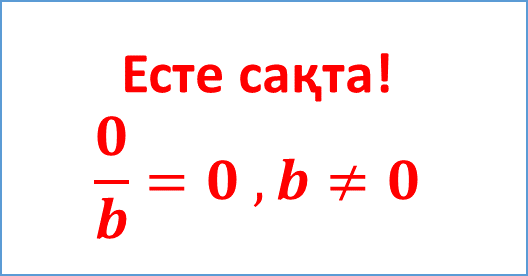 Есте сақта!
0/b = 0 , b ≠ 0